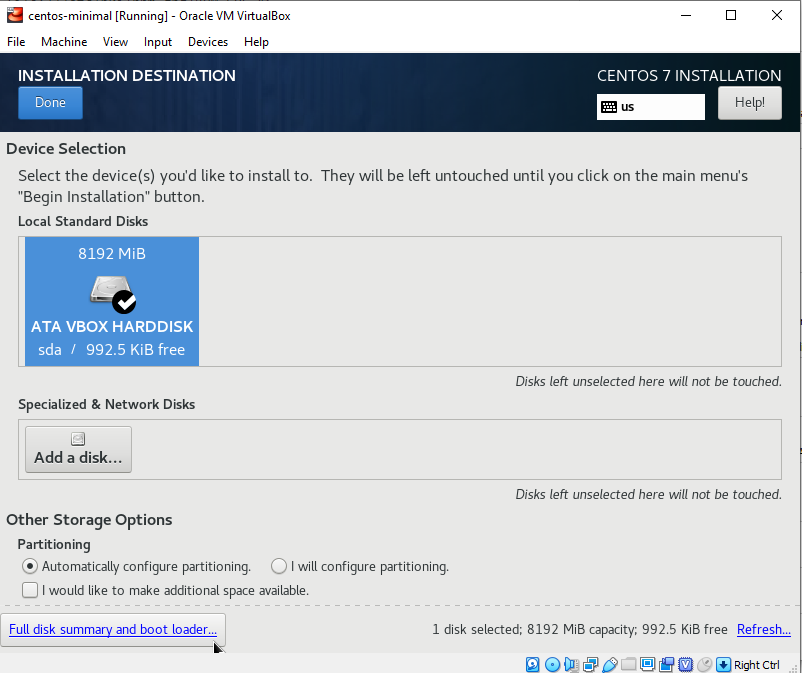 centos-minimal [Running] - Oracle VM VirtualBox
File Machine View Input Devices Help
INSTALLATION DESTINATION
CENTOS 7 INSTALLATION
Done
us
Help!
Device Selection
Select the device(s) you'd like to install to. They will be left untouched until you click on the main menu's
"Begin Installation" button.
Local Standard Disks
8192 MiB
ATA VBOX HARDDISK
sda / 992.5 KiB free
Disks left unselected here will not be touched.
Specialized & Network Disks
Add a disk...
Disks left unselected here will not be touched.
Other Storage Options
Partitioning
Automatically configure partitioning. I will configure partitioning.
I would like to make additional space available.
Full disk summary and boot loader... 1 disk selected; 8192 MiB capacity; 992.5 KiB free Refresh...
Right Ctrl